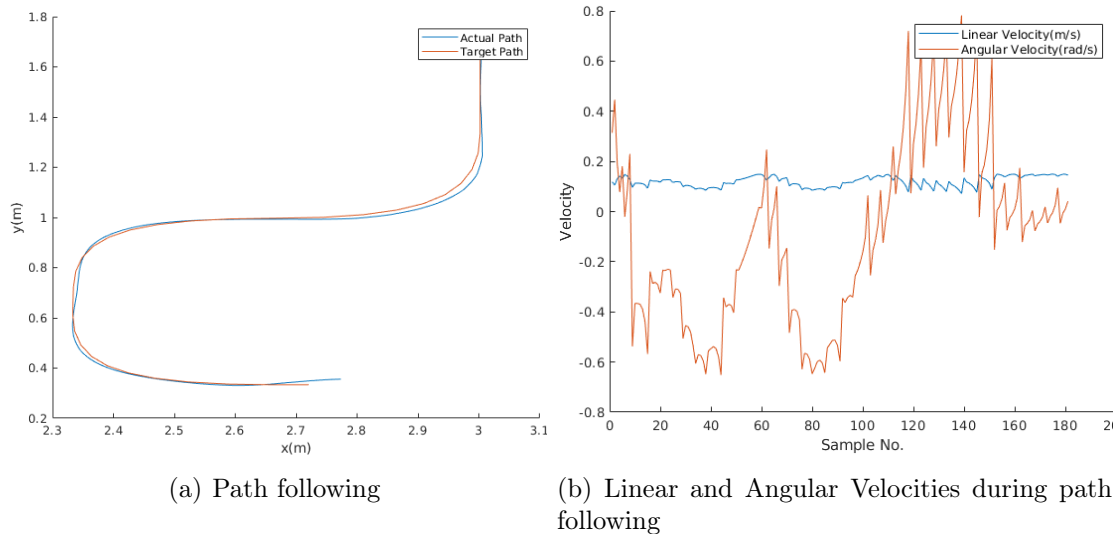 1.8
Actual Path
Target Path
1.6
1.4
1.2
y(m)
1
0.8
0.6
0.4
0.2
2.3 2.4 2.5 2.6 2.7 2.8 2.9 3 3.1
x(m)
(a) Path following
0.8
Linear Velocity(m/s)
Angular Velocity(rad/s)
0.6
0.4
0.2
Velocity
0
-0.2
-0.4
-0.6
-0.8
0 20 40 60 80 100 120 140 160 180
Sample No.
(b) Linear and Angular Velocities during path
following